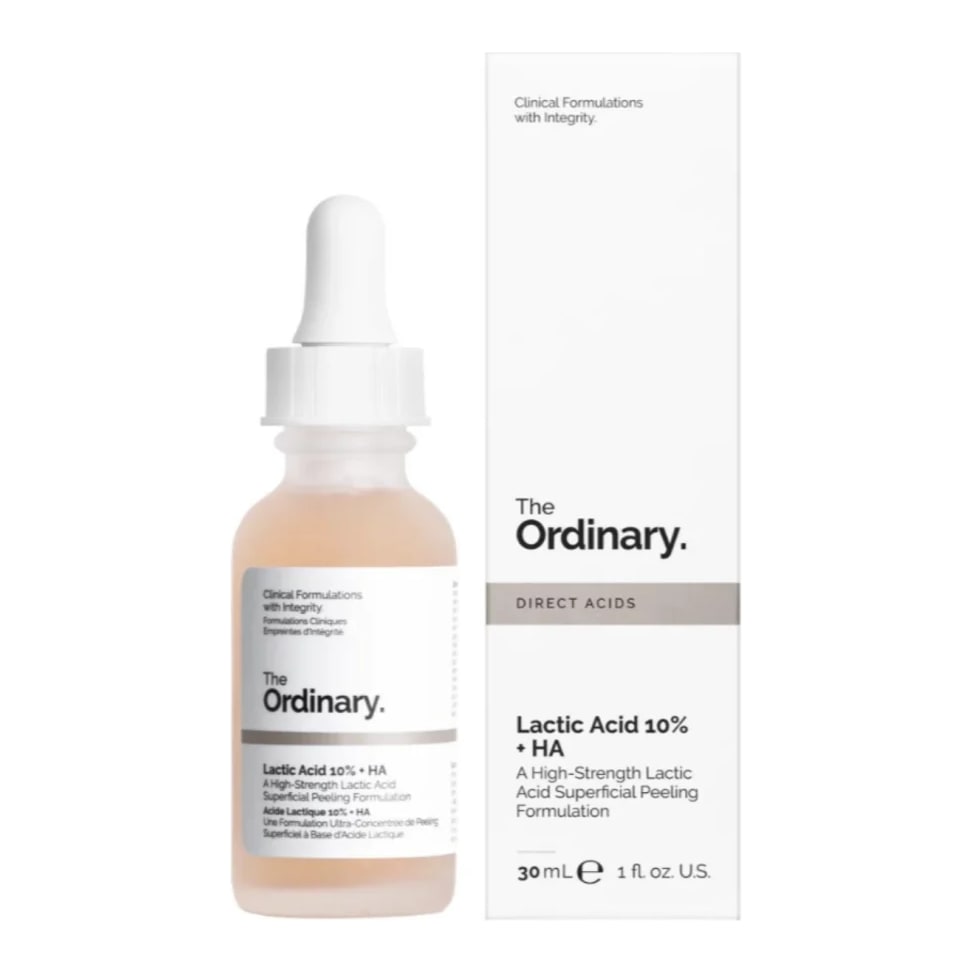 Clinical Formulations
with Integrity.
The
Ordinary.
DIRECT ACIDS
Lactic Acid 10%
+ HA
A High-Strength Lactic
Acid Superficial Peeling
Formulation
30 mL ℮ 1 fl. oz. U.S.
Clinical Formulations
with Integrity.
Formulations Cliniques
Empreintes d'Intégrité
The
Ordinary.
Lactic Acid 10% + HA
A High-Strength Lactic Acid
Superficial Peeling Formulation
Acide Lactique 10% + HA
Une Formulation Ultra-Concentrée de Peeling
Superficiel à Base d'Acide Lactique